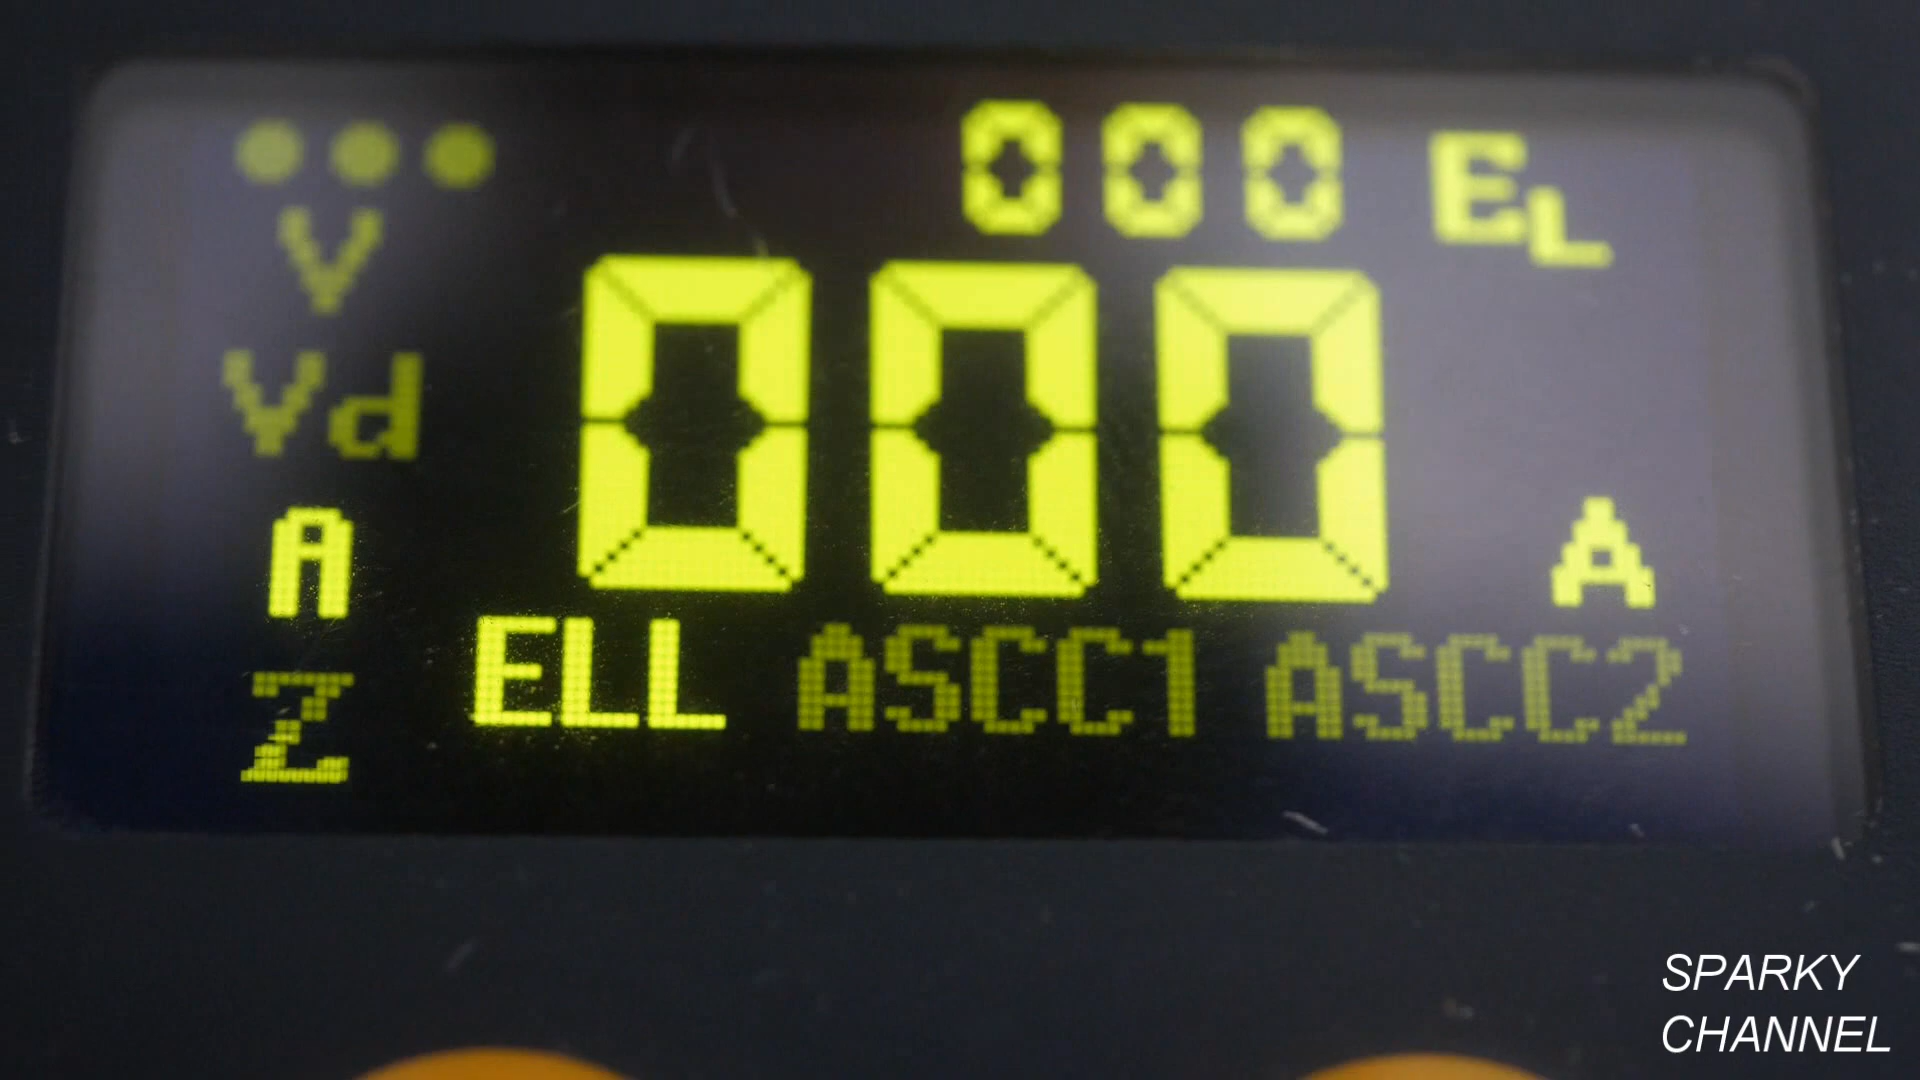 000 EL
V
Vd
000 A
A
ELL ASCC1 ASCC2
Z
SPARKY
CHANNEL